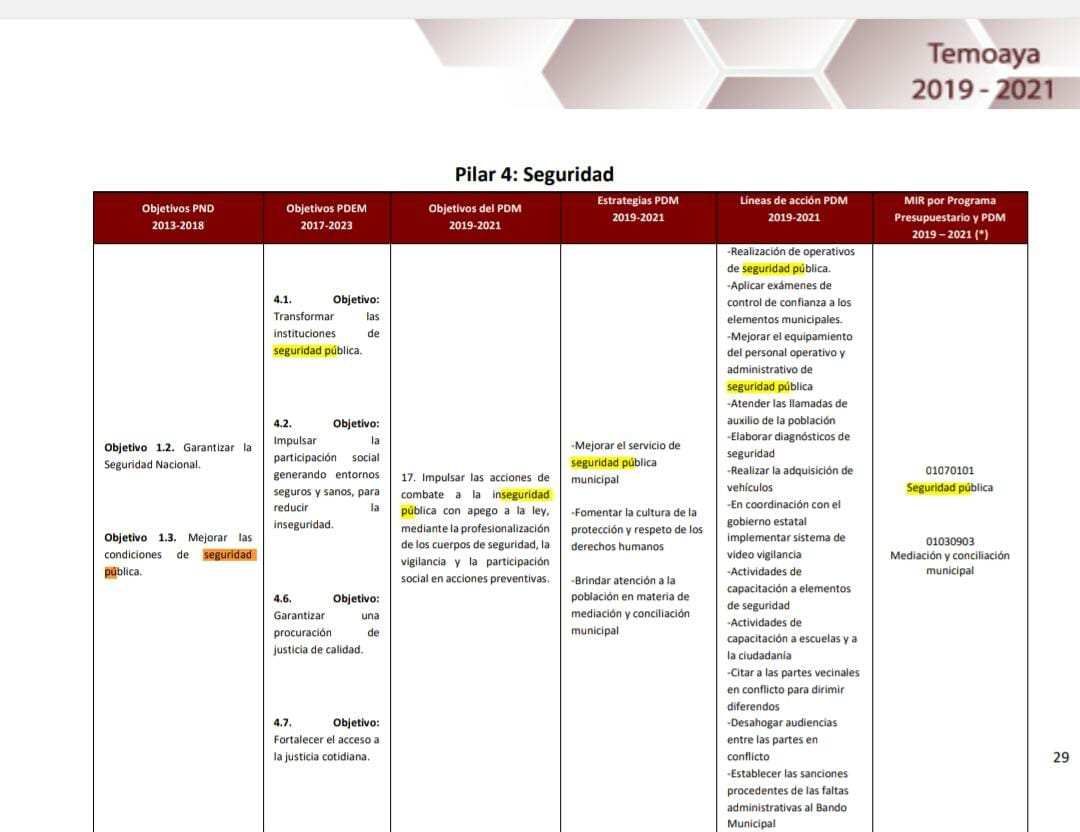 Temoaya
2019 - 2021
Pilar 4: Seguridad
Objetivos PND
2013-2018
Objetivos PDEM
2017-2023
Objetivos del PDM
2019-2021
Estrategias PDM
2019-2021
Líneas de acción PDM
2019-2021
MIR por Programa
Presupuestario y PDM
2019 – 2021 (*)
Objetivo 1.2. Garantizar la
Seguridad Nacional.
Objetivo 1.3. Mejorar las
condiciones de seguridad
pública.
4.1. Objetivo:
Transformar las
instituciones de
seguridad pública.
4.2. Objetivo:
Impulsar la
participación social
generando entornos
seguros y sanos, para
reducir la
inseguridad.
4.6. Objetivo:
Garantizar una
procuración de
justicia de calidad.
4.7. Objetivo:
Fortalecer el acceso a
la justicia cotidiana.
17. Impulsar las acciones de
combate a la inseguridad
pública con apego a la ley,
mediante la profesionalización
de los cuerpos de seguridad, la
vigilancia y la participación
social en acciones preventivas.
-Mejorar el servicio de
seguridad pública
municipal
-Fomentar la cultura de la
protección y respeto de los
derechos humanos
-Brindar atención a la
población en materia de
mediación y conciliación
municipal
-Realización de operativos
de seguridad pública.
-Aplicar exámenes de
control de confianza a los
elementos municipales.
-Mejorar el equipamiento
del personal operativo y
administrativo de
seguridad pública
-Atender las llamadas de
auxilio de la población
-Elaborar diagnósticos de
seguridad
-Realizar la adquisición de
vehículos
-En coordinación con el
gobierno estatal
implementar sistema de
video vigilancia
-Actividades de
capacitación a elementos
de seguridad
-Actividades de
capacitación a escuelas y a
la ciudadanía
-Citar a las partes vecinales
en conflicto para dirimir
diferendos
-Desahogar audiencias
entre las partes en
conflicto
-Establecer las sanciones
procedentes de las faltas
administrativas al Bando
Municipal
01070101
Seguridad pública
01030903
Mediación y conciliación
municipal
29